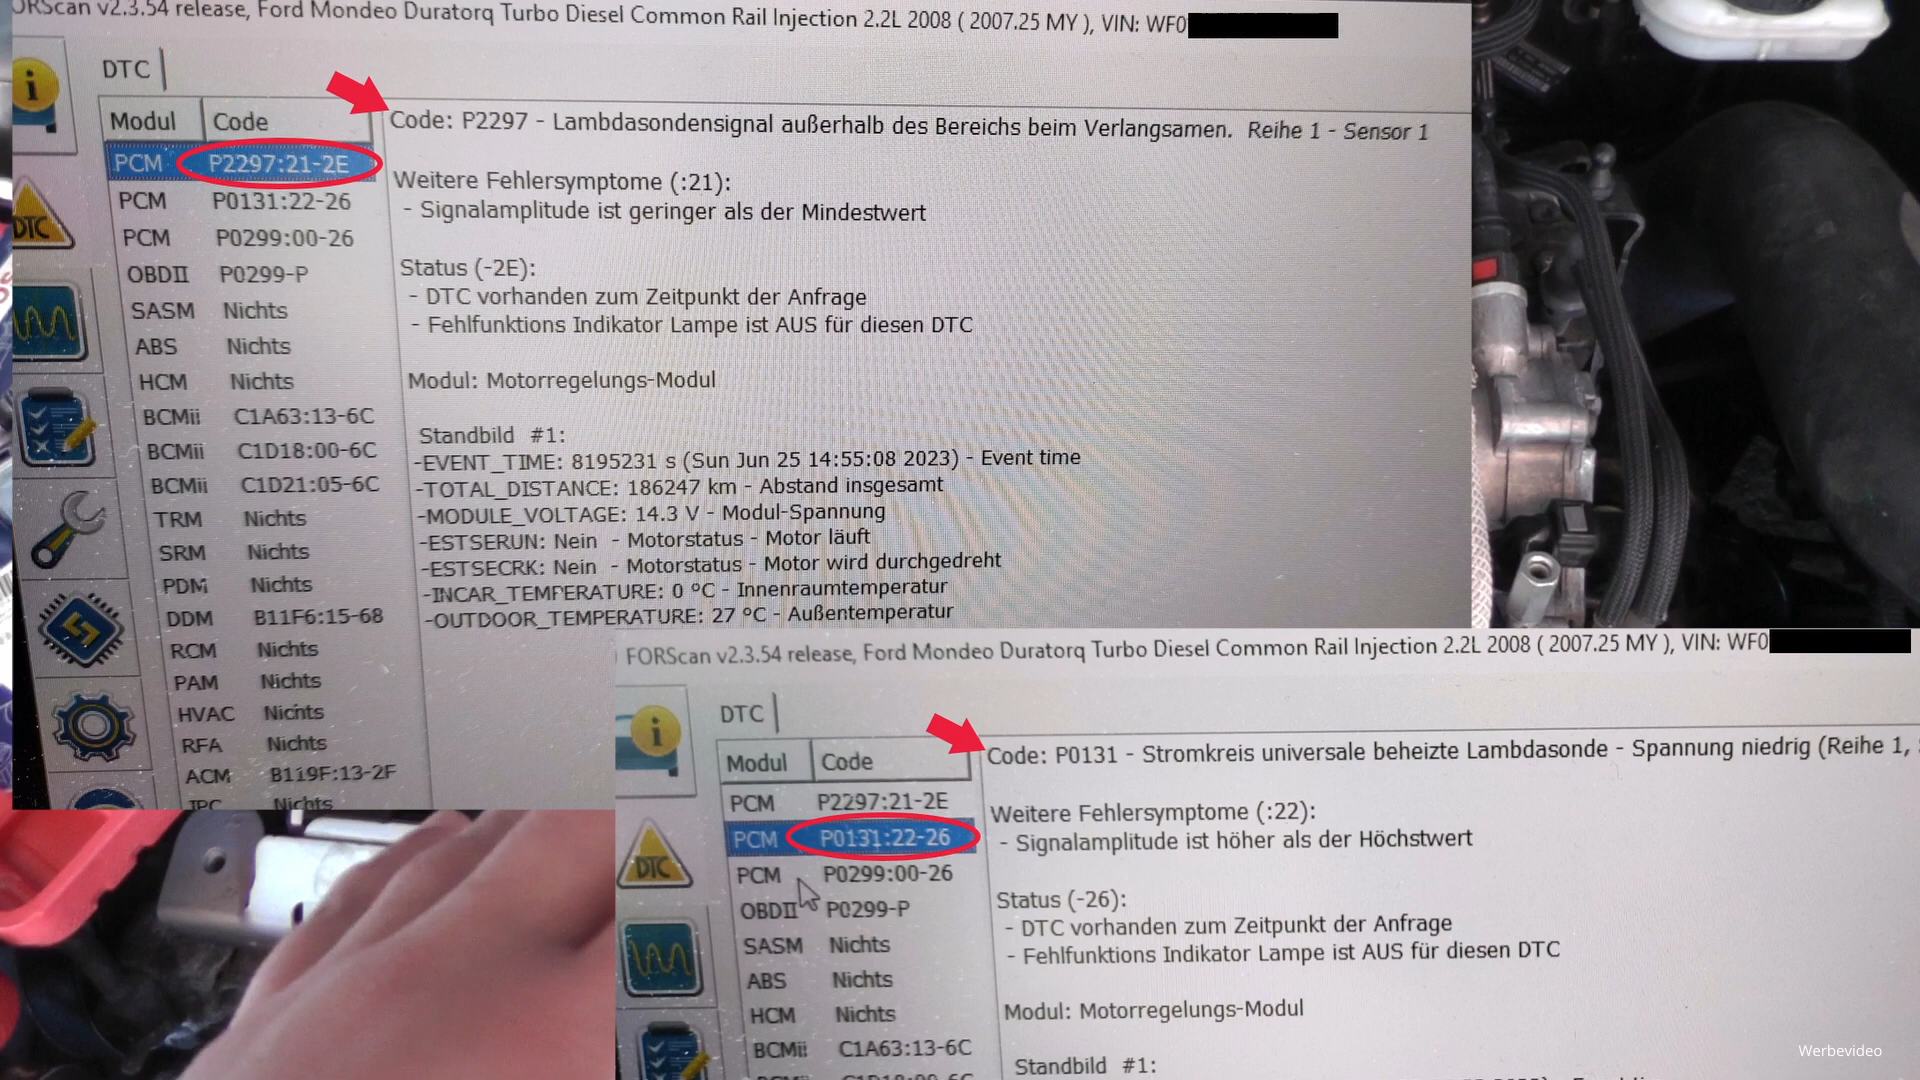 ORScan v2.3.54 release, Ford Mondeo Duratorq Turbo Diesel Common Rail Injection 2.2L 2008 ( 2007.25 MY ), VIN: WF0
DTC
Modul Code
PCM P2297:21-2E
PCM P0131:22-26
PCM P0299:00-26
OBDII P0299-P
SASM Nichts
ABS Nichts
HCM Nichts
BCMii C1A63:13-6C
BCMii C1D18:00-6C
BCMii C1D21:05-6C
TRM Nichts
SRM Nichts
PDM Nichts
DDM B11F6:15-68
RCM Nichts
PAM Nichts
HVAC Nichts
RFA Nichts
ACM B119F:13-2F
IPC Nichts
Code: P2297 - Lambdasondensignal außerhalb des Bereichs beim Verlangsamen. Reihe 1 - Sensor 1
Weitere Fehlersymptome (:21):
- Signalamplitude ist geringer als der Mindestwert
Status (-2E):
- DTC vorhanden zum Zeitpunkt der Anfrage
- Fehlfunktions Indikator Lampe ist AUS für diesen DTC
Modul: Motorregelungs-Modul
Standbild #1:
-EVENT_TIME: 8195231 s (Sun Jun 25 14:55:08 2023) - Event time
-TOTAL_DISTANCE: 186247 km - Abstand insgesamt
-MODULE_VOLTAGE: 14.3 V - Modul-Spannung
-ESTSERUN: Nein - Motorstatus - Motor läuft
-ESTSECRK: Nein - Motorstatus - Motor wird durchgedreht
-INCAR_TEMPERATURE: 0 ºC - Innenraumtemperatur
-OUTDOOR_TEMPERATURE: 27 ºC - Außentemperatur
DTC
FORScan v2.3.54 release, Ford Mondeo Duratorq Turbo Diesel Common Rail Injection 2.2L 2008 ( 2007.25 MY ), VIN: WF0
DTC
Modul Code
PCM P2297:21-2E
PCM P0131:22-26
PCM P0299:00-26
OBDII P0299-P
SASM Nichts
ABS Nichts
HCM Nichts
BCMii C1A63:13-6C
Code: P0131 - Stromkreis universale beheizte Lambdasonde - Spannung niedrig (Reihe 1,
Weitere Fehlersymptome (:22):
- Signalamplitude ist höher als der Höchstwert
Status (-26):
- DTC vorhanden zum Zeitpunkt der Anfrage
- Fehlfunktions Indikator Lampe ist AUS für diesen DTC
Modul: Motorregelungs-Modul
Standbild #1:
DTC
Werbevideo